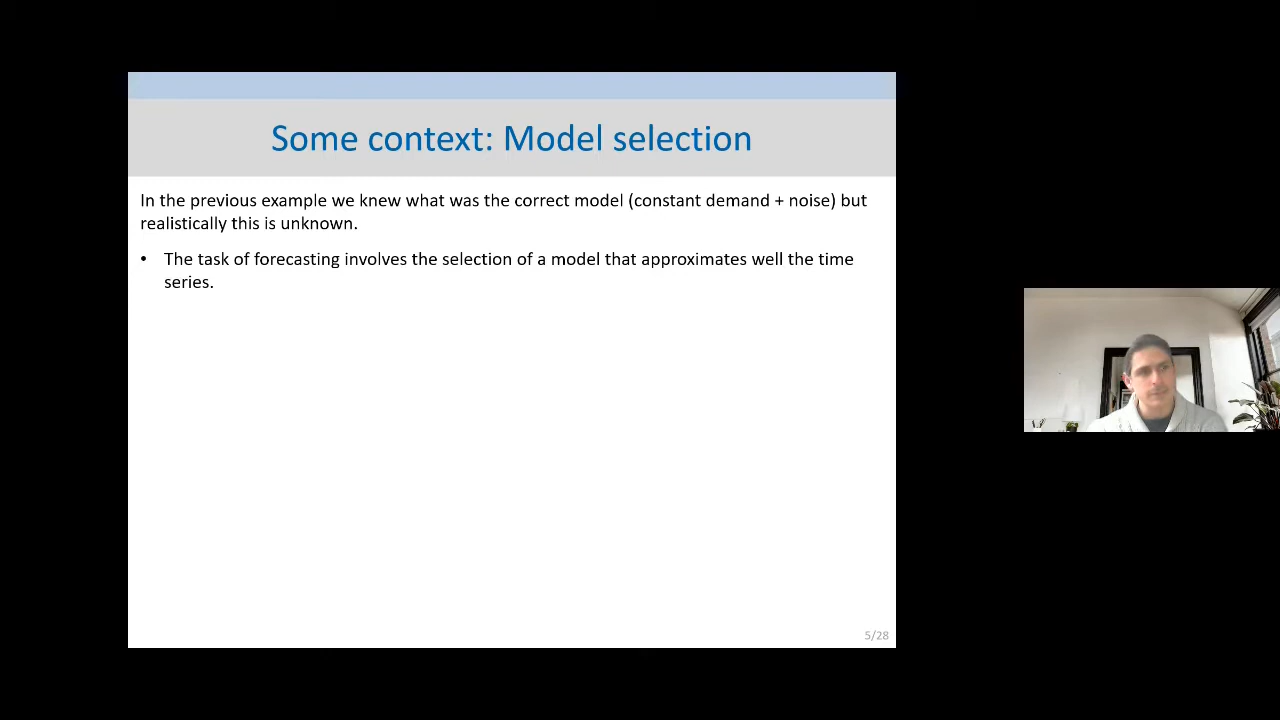 Some context: Model selection
In the previous example we knew what was the correct model (constant demand + noise) but
realistically this is unknown.
• The task of forecasting involves the selection of a model that approximates well the time
series.
5/28